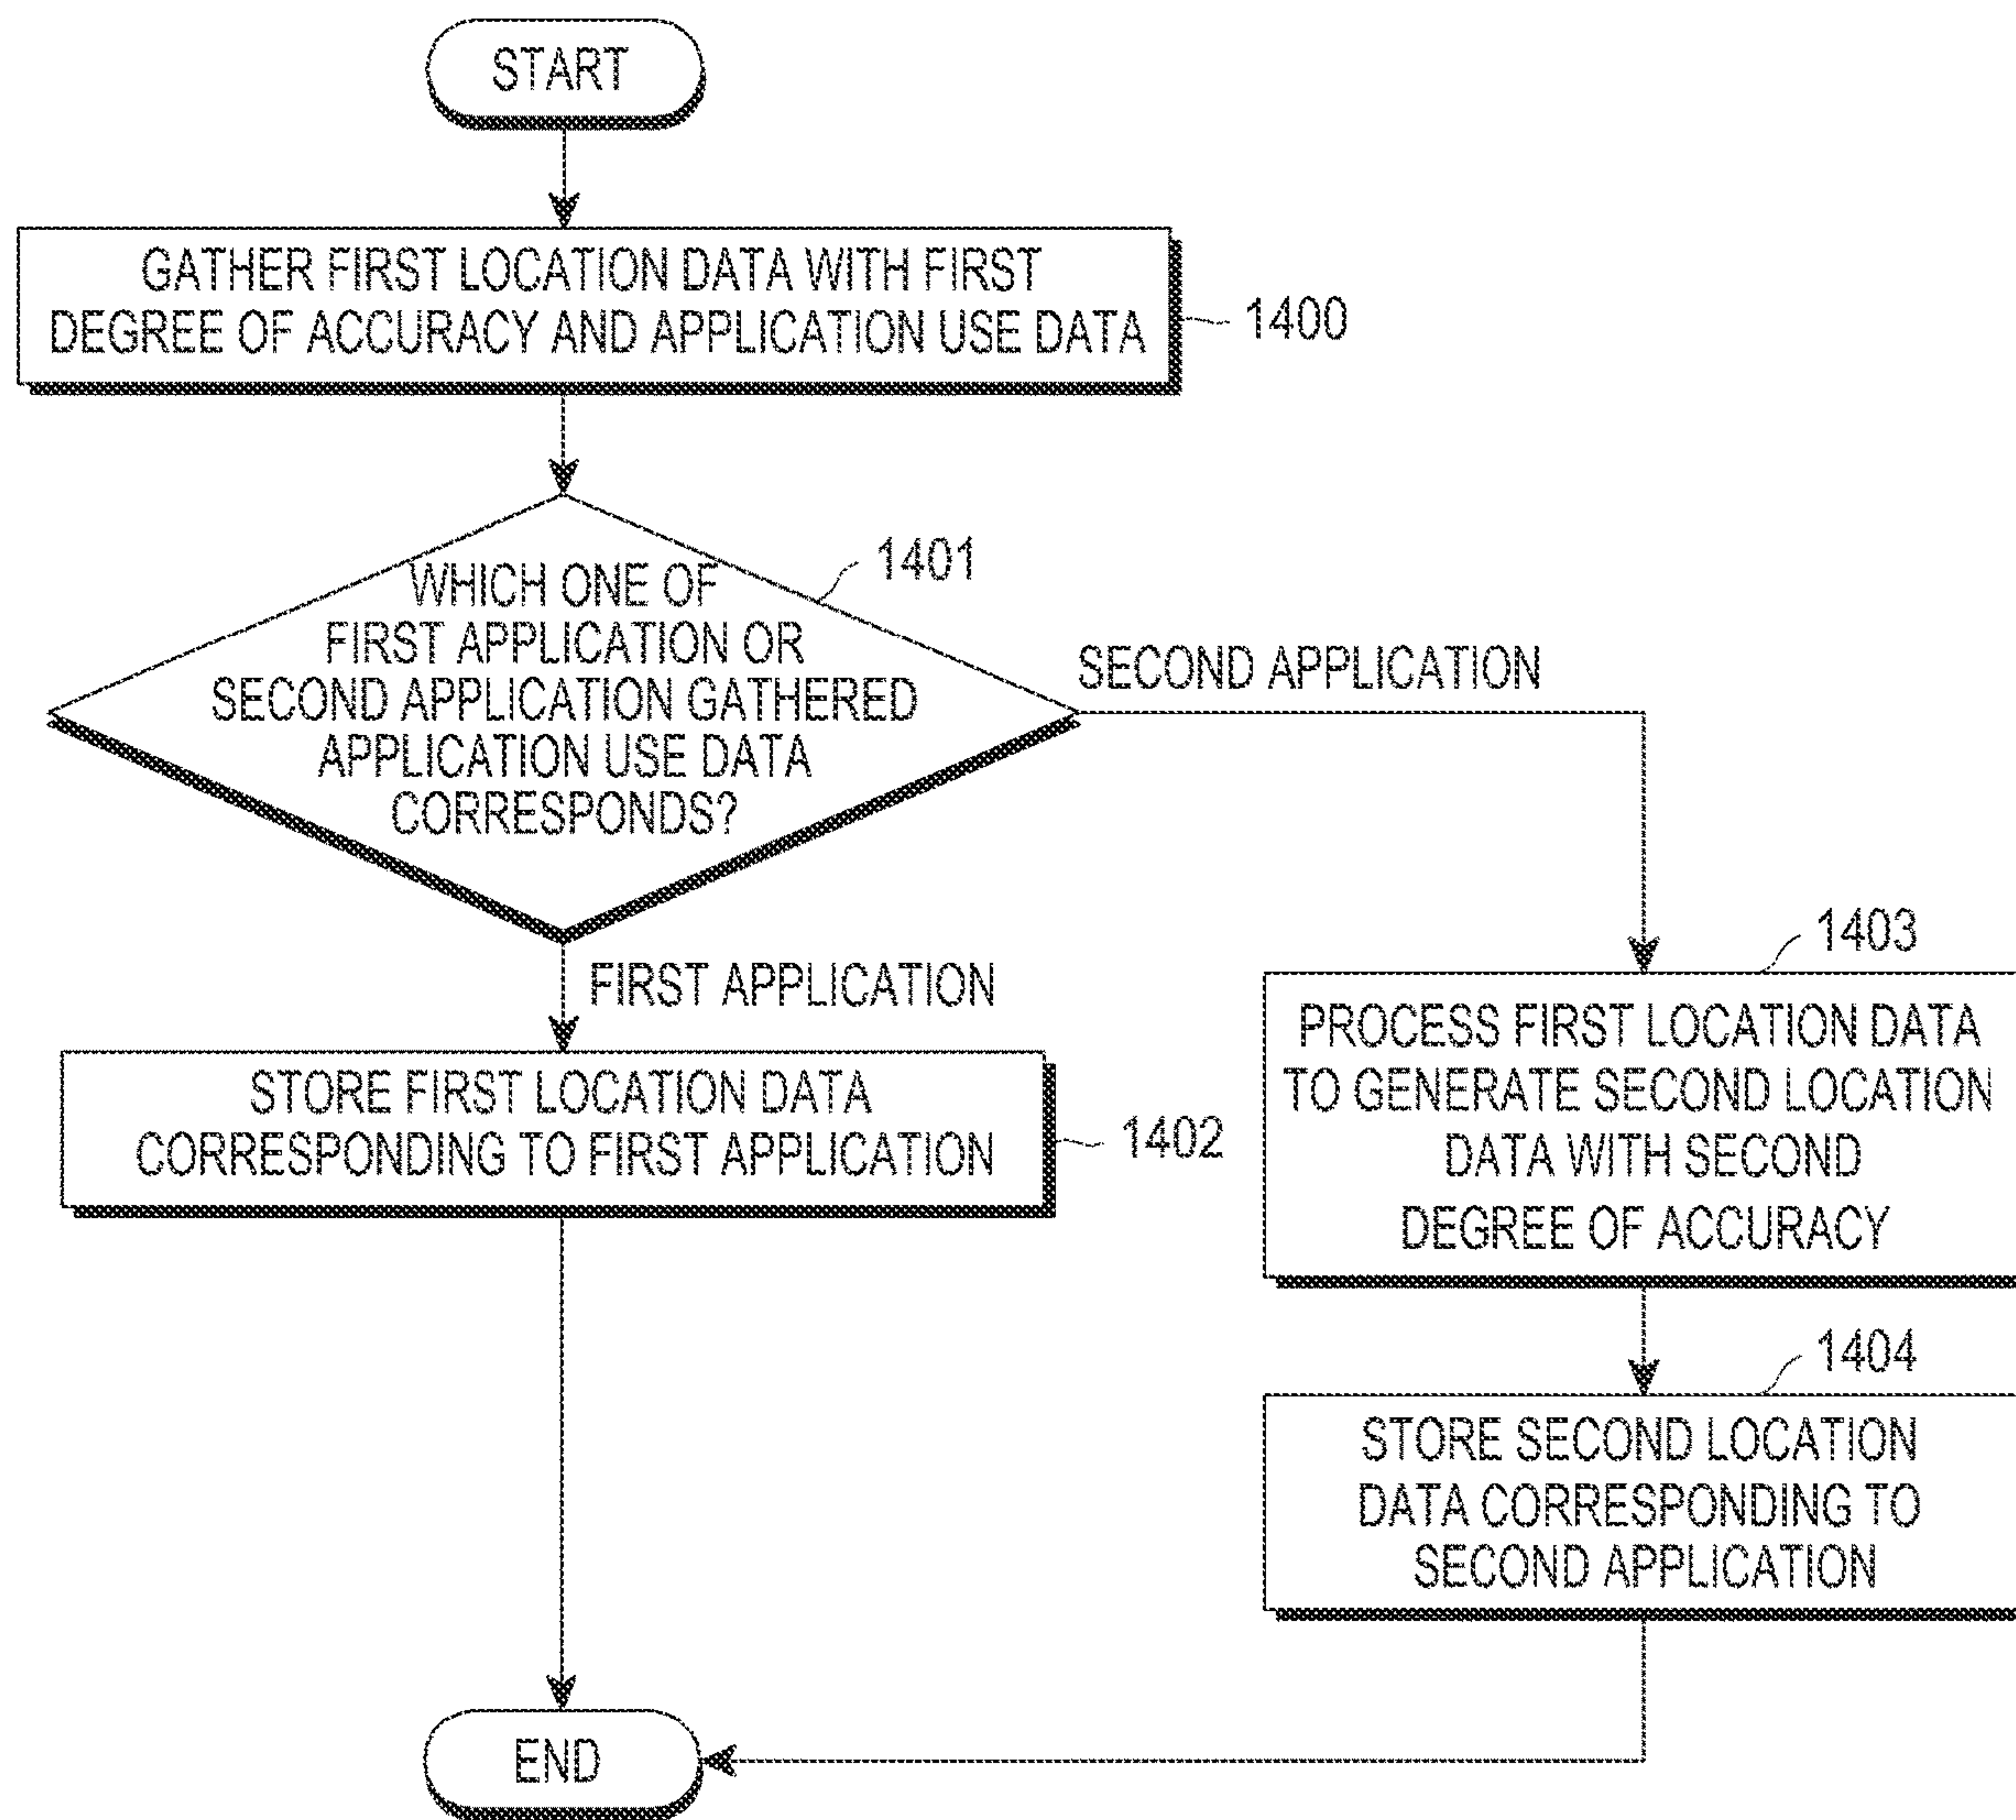 START
GATHER FIRST LOCATION DATA WITH FIRST
DEGREE OF ACCURACY AND APPLICATION USE DATA
1400
1401
WHICH ONE OF
FIRST APPLICATION OR
SECOND APPLICATION GATHERED
APPLICATION USE DATA
CORRESPONDS?
SECOND APPLICATION
FIRST APPLICATION
STORE FIRST LOCATION DATA
CORRESPONDING TO FIRST APPLICATION
1402
1403
PROCESS FIRST LOCATION DATA
TO GENERATE SECOND LOCATION
DATA WITH SECOND
DEGREE OF ACCURACY
1404
STORE SECOND LOCATION
DATA CORRESPONDING TO
SECOND APPLICATION
END